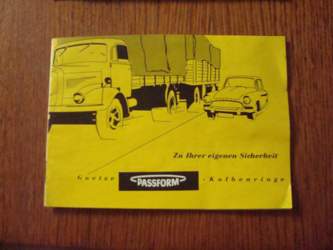 Zu Ihrer eigenen Sicherheit
Goetze PASSFORM - Kolbenringe